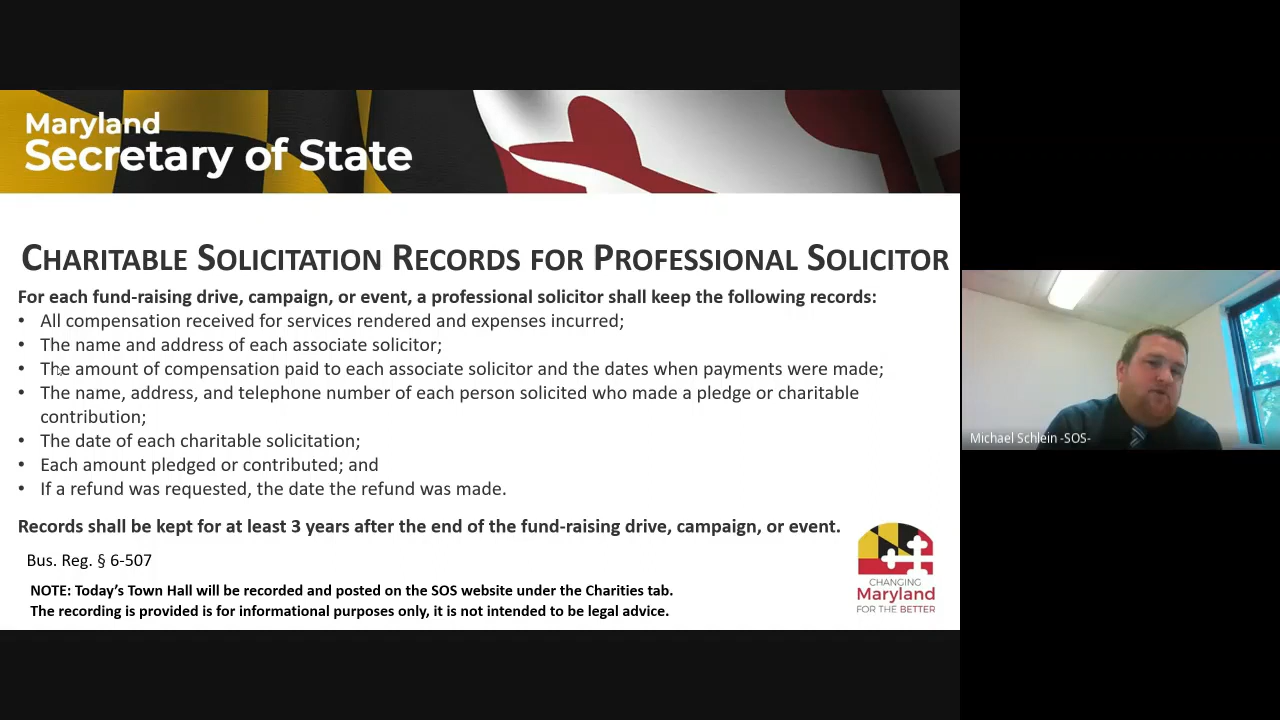 Maryland
Secretary of State
CHARITABLE SOLICITATION RECORDS FOR PROFESSIONAL SOLICITOR
For each fund-raising drive, campaign, or event, a professional solicitor shall keep the following records:
• All compensation received for services rendered and expenses incurred;
• The name and address of each associate solicitor;
• The amount of compensation paid to each associate solicitor and the dates when payments were made;
• The name, address, and telephone number of each person solicited who made a pledge or charitable
contribution;
• The date of each charitable solicitation;
• Each amount pledged or contributed; and
• If a refund was requested, the date the refund was made.
Records shall be kept for at least 3 years after the end of the fund-raising drive, campaign, or event.
Bus. Reg. § 6-507
NOTE: Today's Town Hall will be recorded and posted on the SOS website under the Charities tab.
The recording is provided is for informational purposes only, it is not intended to be legal advice.
CHANGING
Maryland
FOR THE BETTER
Michael Schlein -SOS-